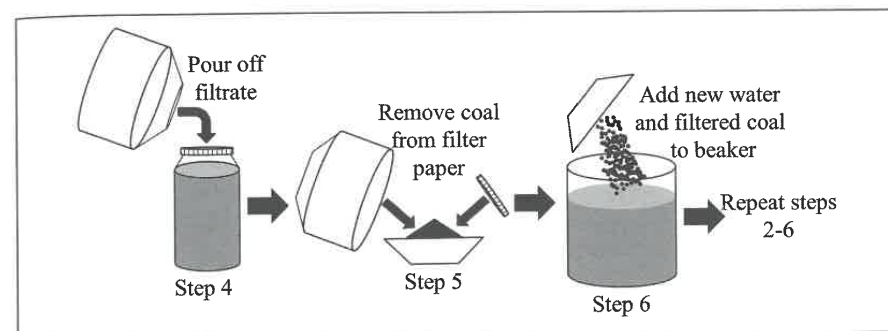 Pour off
filtrate
Step 4
Remove coal
from filter
paper
Step 5
Add new water
and filtered coal
to beaker
Step 6
Repeat steps
2-6